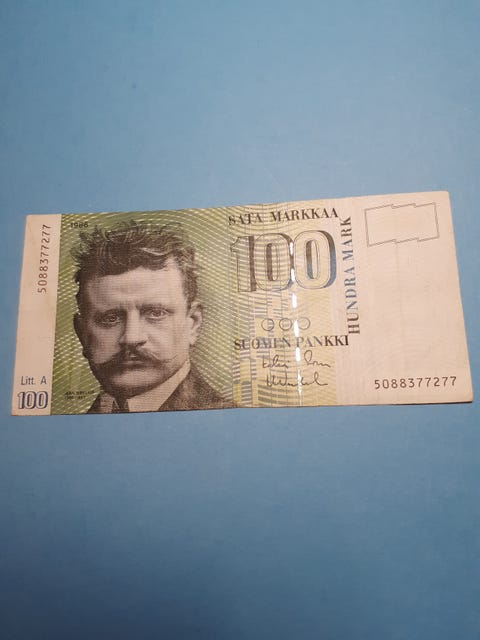 1986
SATA MARKKAA
100
HUNDRA MARK
SUOMEN PANKKI
5088377277
Litt. A
100
5088377277